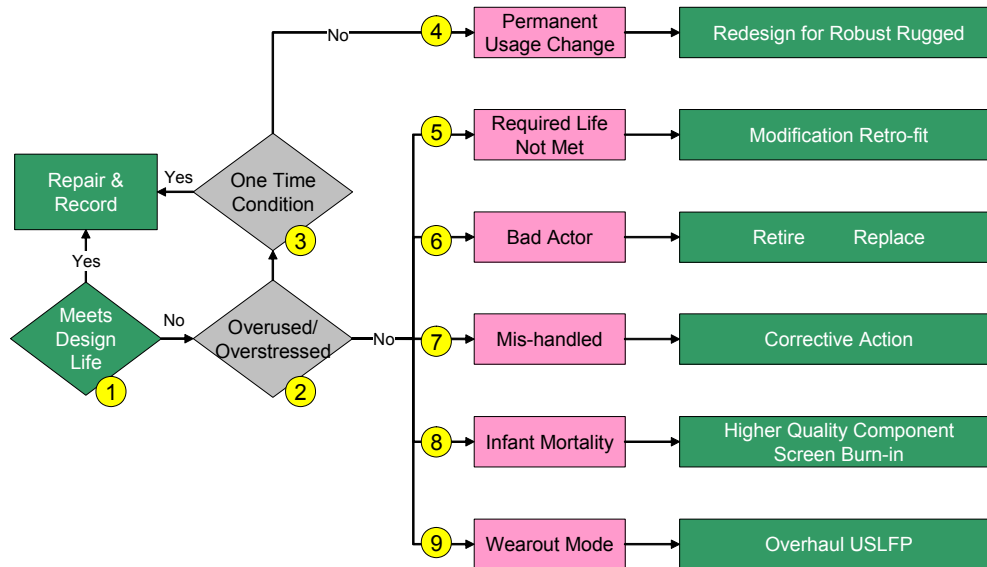 No
4
Permanent
Usage Change
Redesign for Robust Rugged
5
Required Life
Not Met
Modification Retro-fit
Repair &
Record
Yes
One Time
Condition
3
6
Bad Actor
Retire Replace
Yes
Meets
Design
Life
1
No
Overused/
Overstressed
2
No
7
Mis-handled
Corrective Action
8
Infant Mortality
Higher Quality Component
Screen Burn-in
9
Wearout Mode
Overhaul USLFP